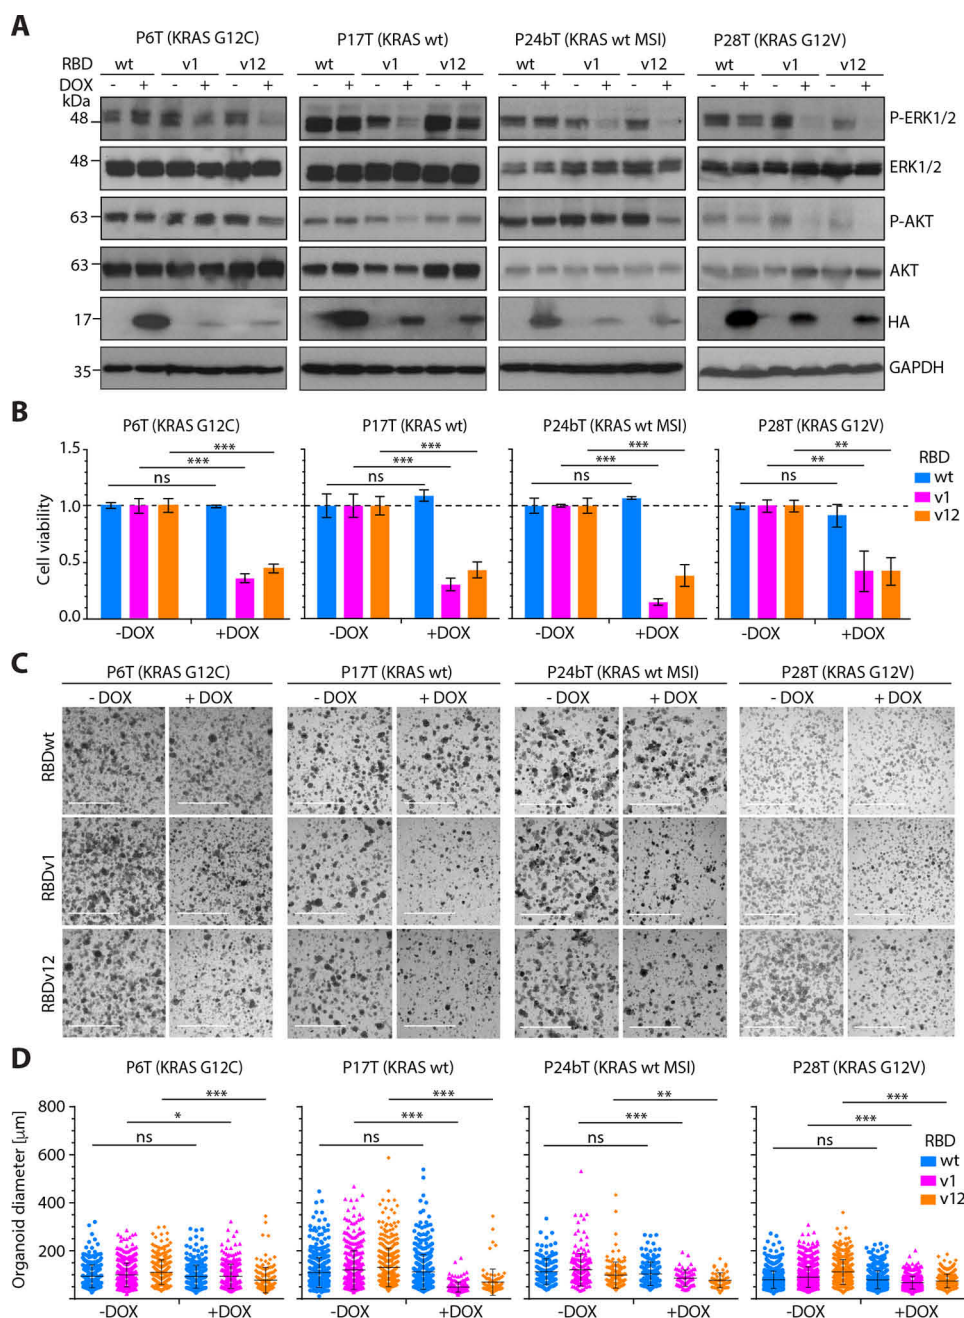 A
P6T (KRAS G12C) P17T (KRAS wt) P24bT (KRAS wt MSI) P28T (KRAS G12V)
RBD wt v1 v12 wt v1 v12 wt v1 v12 wt v1 v12
DOX - + - + - + - + - + - + - + - + - + - + - + - +
kDa
48 P-ERK1/2
48 ERK1/2
63 P-AKT
63 AKT
17 HA
35 GAPDH
B
P6T (KRAS G12C) P17T (KRAS wt) P24bT (KRAS wt MSI) P28T (KRAS G12V)
1.5 *** *** *** **
*** *** *** **
ns ns ns ns
RBD
wt
v1
v12
1.0
Cell viability
0.5
0.0
-DOX +DOX -DOX +DOX -DOX +DOX -DOX +DOX
C
P6T (KRAS G12C) P17T (KRAS wt) P24bT (KRAS wt MSI) P28T (KRAS G12V)
- DOX + DOX - DOX + DOX - DOX + DOX - DOX + DOX
RBDwt
RBDv1
RBDv12
D
P6T (KRAS G12C) P17T (KRAS wt) P24bT (KRAS wt MSI) P28T (KRAS G12V)
800 *** *** ** ***
* *** *** ***
ns ns ns ns
RBD
wt
v1
v12
600
Organoid diameter [µm]
400
200
0
-DOX +DOX -DOX +DOX -DOX +DOX -DOX +DOX